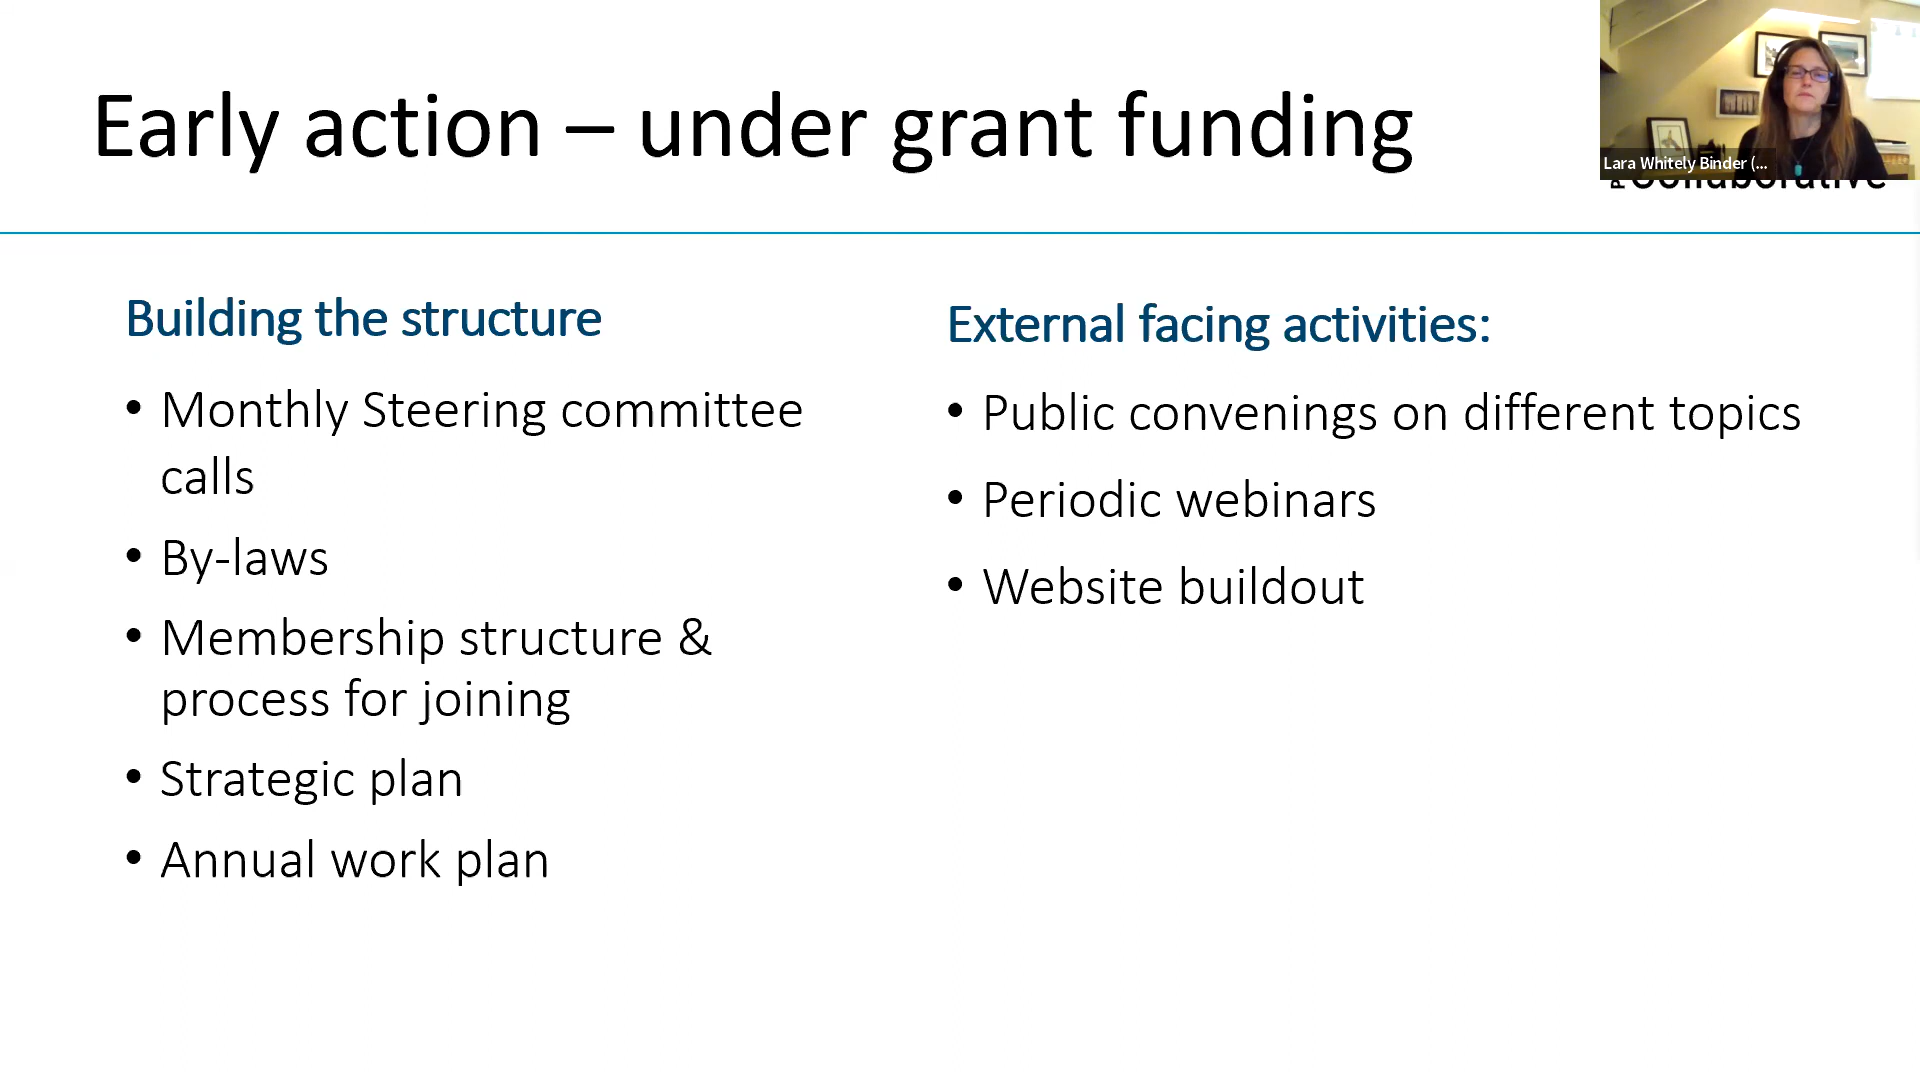 Early action – under grant funding
Lara Whitely Binder (...
Collaborative
Building the structure
• Monthly Steering committee
calls
• By-laws
• Membership structure &
process for joining
• Strategic plan
• Annual work plan
External facing activities:
• Public convenings on different topics
• Periodic webinars
• Website buildout